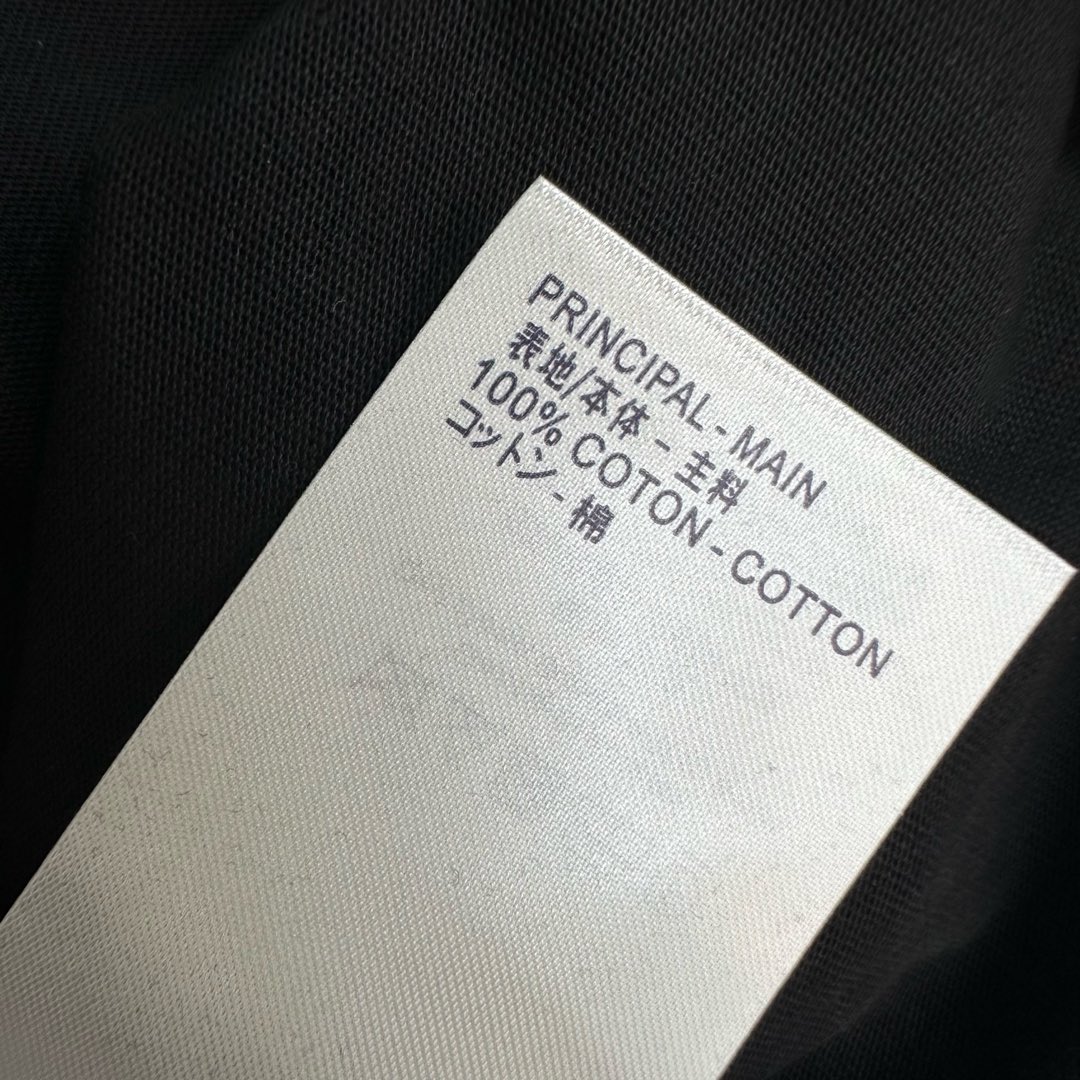 PRINCIPAL - MAIN
表地/本体 - 主料
100% COTON - COTTON
コットン - 棉